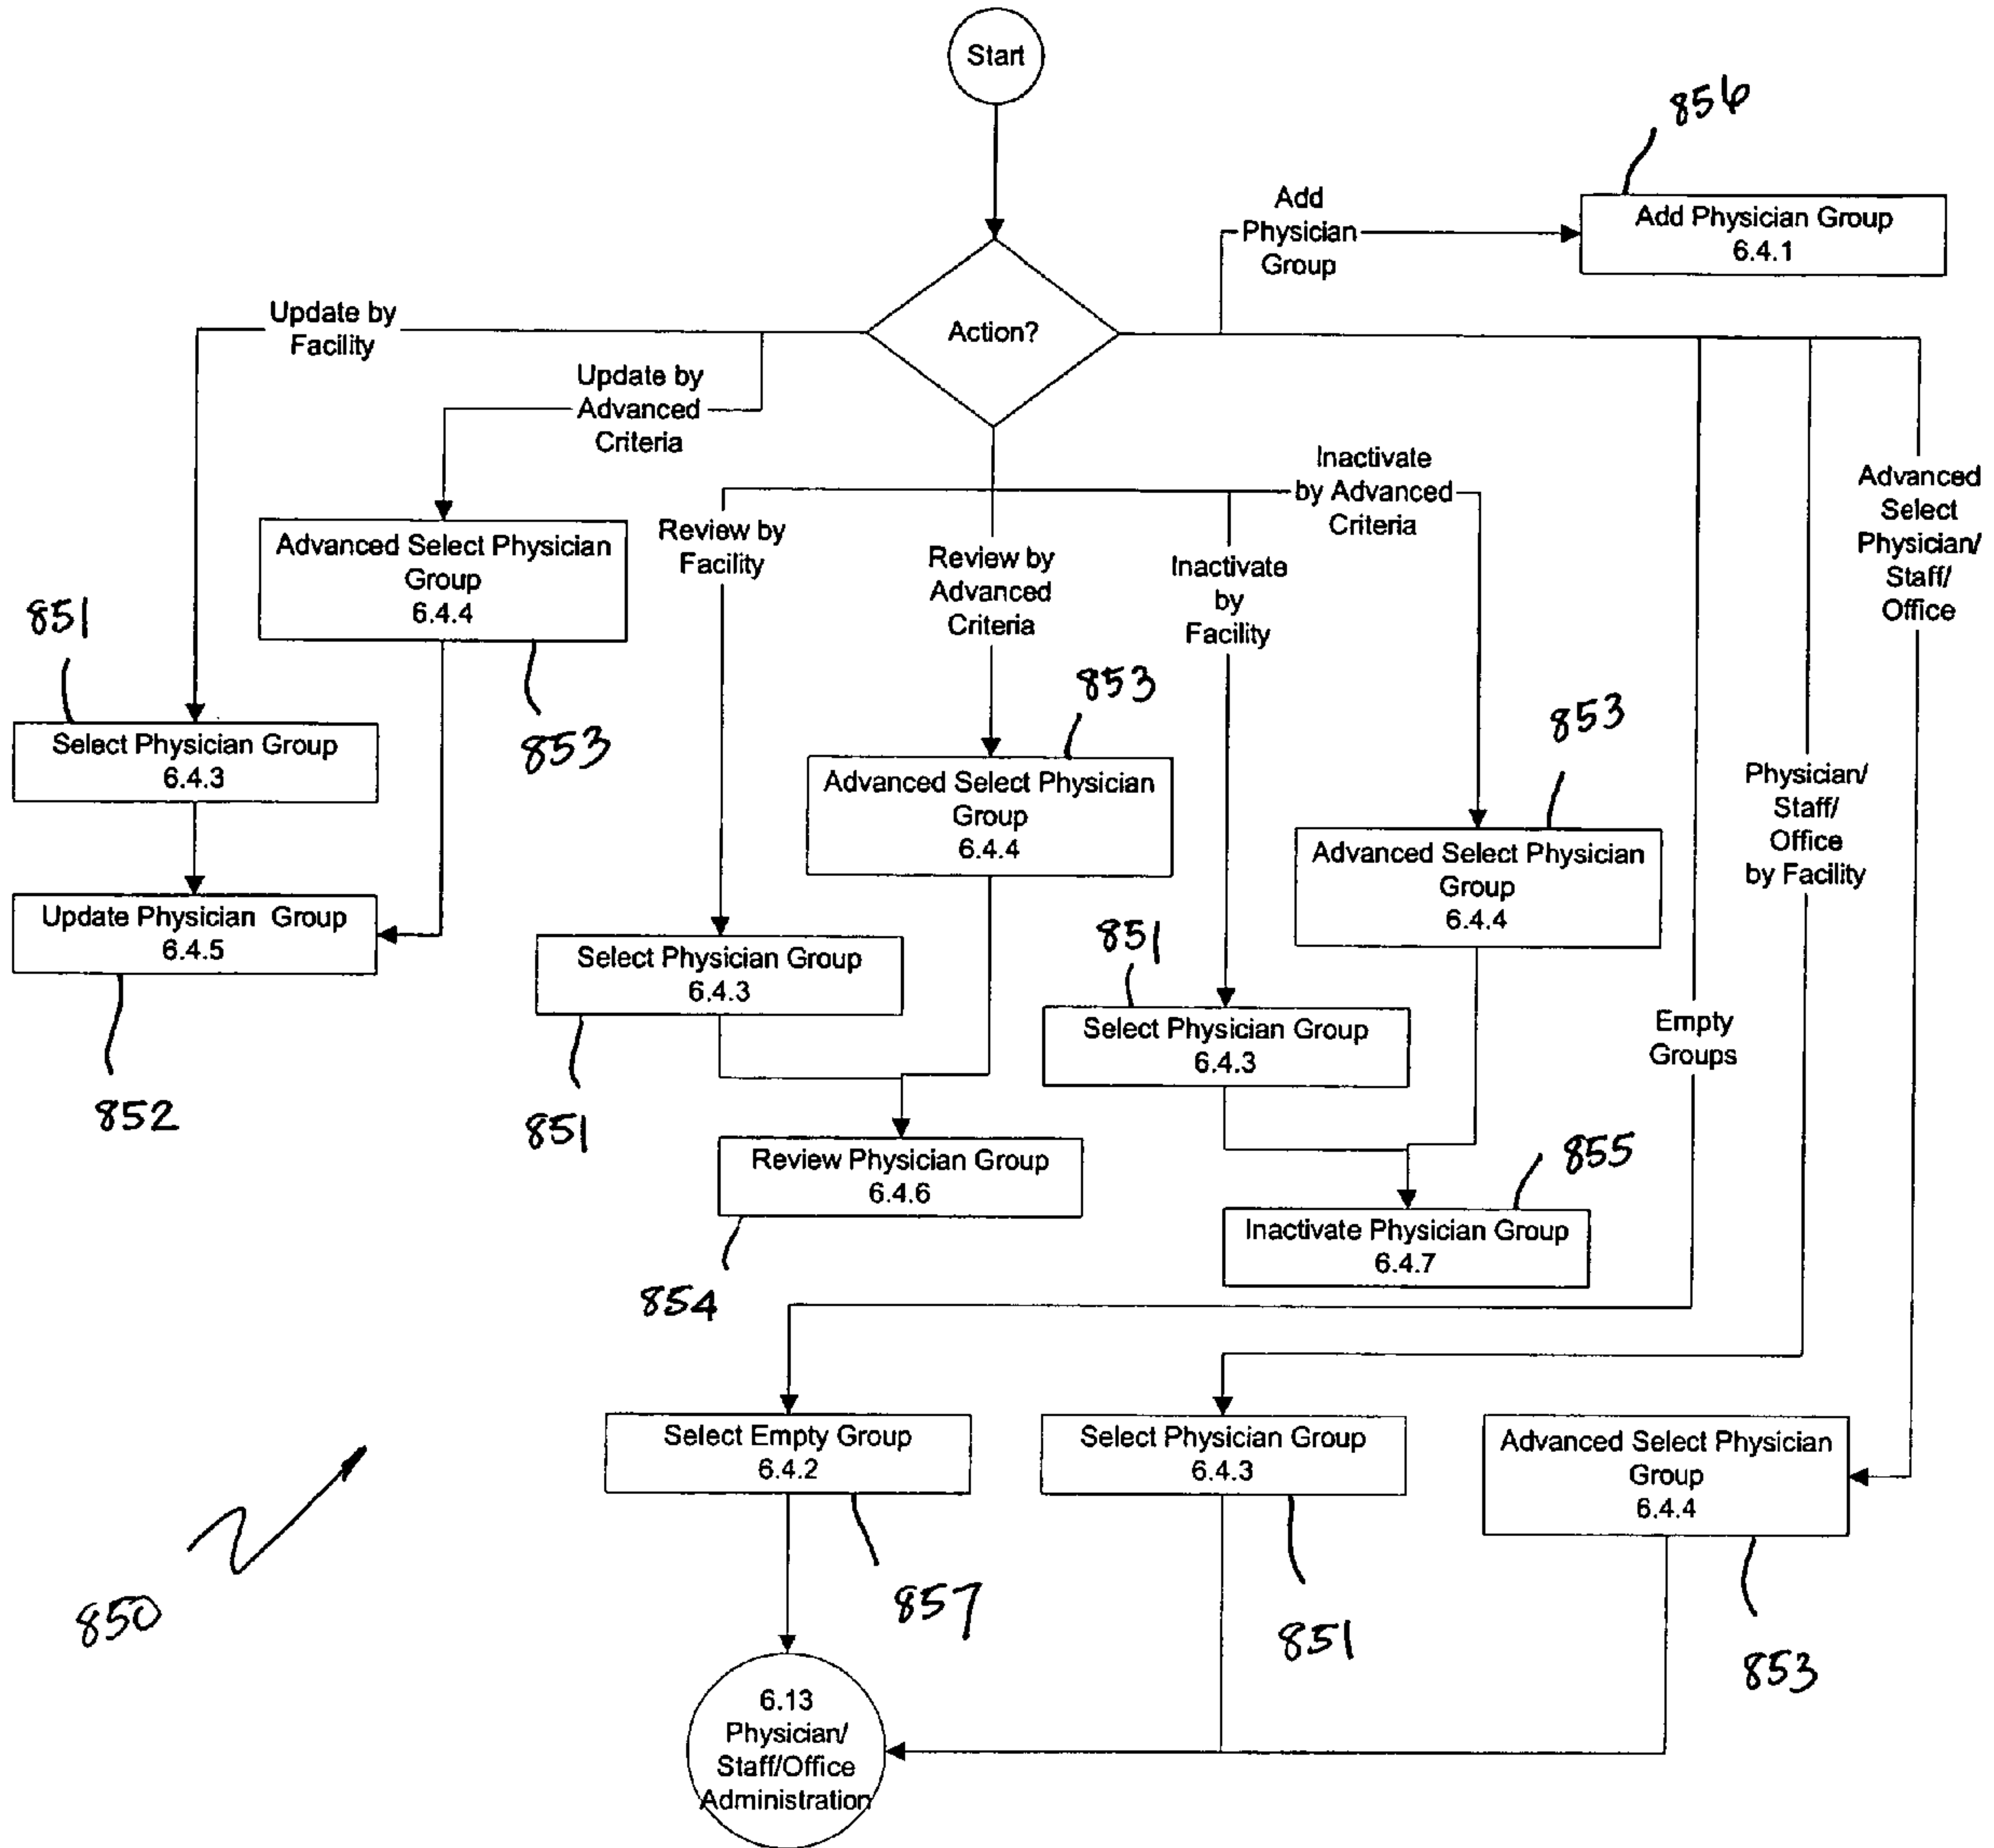 Start
856
Add
Physician
Group
Add Physician Group
6.4.1
Action?
Update by
Facility
Update by
Advanced
Criteria
Inactivate
by Advanced
Criteria
Advanced
Select
Physician/
Staff/
Office
Review by
Facility
Review by
Advanced
Criteria
Inactivate
by
Facility
Advanced Select Physician
Group
6.4.4
851
853
853
853
Select Physician Group
6.4.3
Advanced Select Physician
Group
6.4.4
Physician/
Staff/
Office
by Facility
Advanced Select Physician
Group
6.4.4
Update Physician Group
6.4.5
851
Select Physician Group
6.4.3
Select Physician Group
6.4.3
Empty
Groups
852
851
Review Physician Group
6.4.6
855
Inactivate Physician Group
6.4.7
854
Select Empty Group
6.4.2
Select Physician Group
6.4.3
Advanced Select Physician
Group
6.4.4
850
857
851
853
6.13
Physician/
Staff/Office
Administration